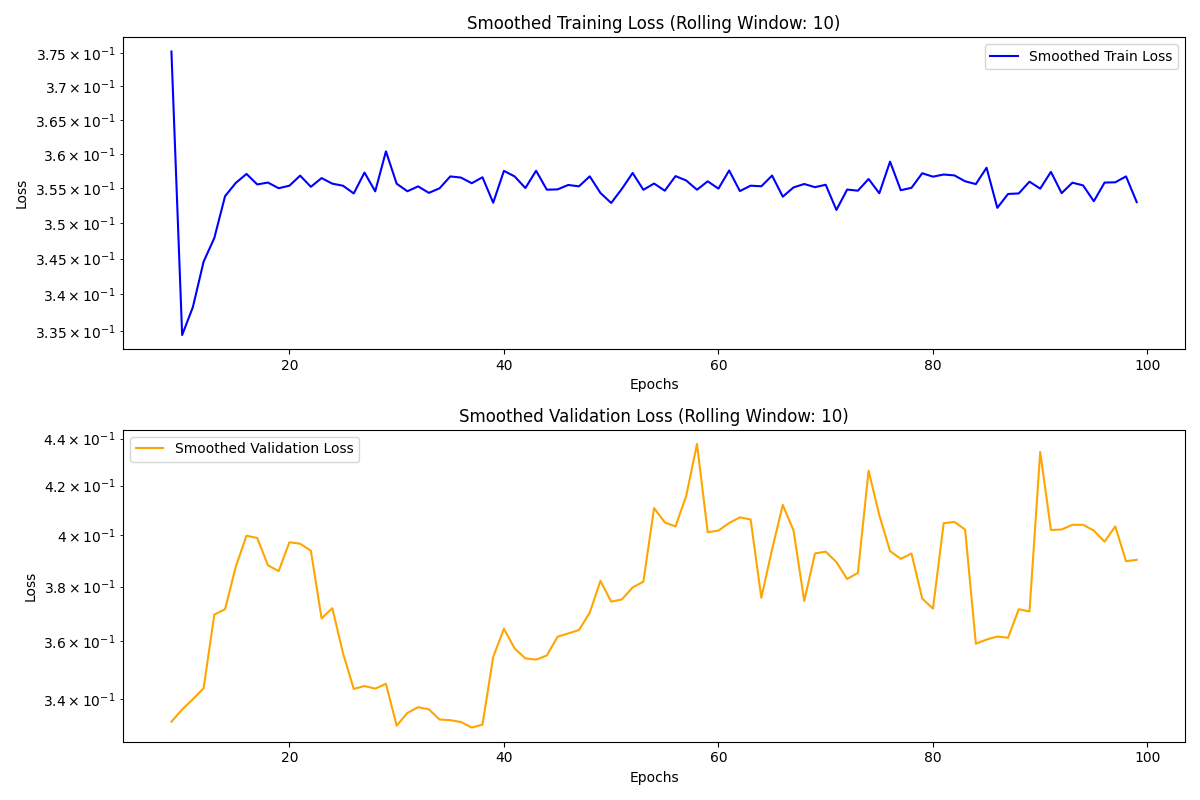 Smoothed Training Loss (Rolling Window: 10)
Smoothed Train Loss
3.75 × 10⁻¹
3.7 × 10⁻¹
3.65 × 10⁻¹
3.6 × 10⁻¹
3.55 × 10⁻¹
3.5 × 10⁻¹
3.45 × 10⁻¹
3.4 × 10⁻¹
3.35 × 10⁻¹
Loss
20 40 60 80 100
Epochs
Smoothed Validation Loss (Rolling Window: 10)
Smoothed Validation Loss
4.4 × 10⁻¹
4.2 × 10⁻¹
4 × 10⁻¹
3.8 × 10⁻¹
3.6 × 10⁻¹
3.4 × 10⁻¹
Loss
20 40 60 80 100
Epochs